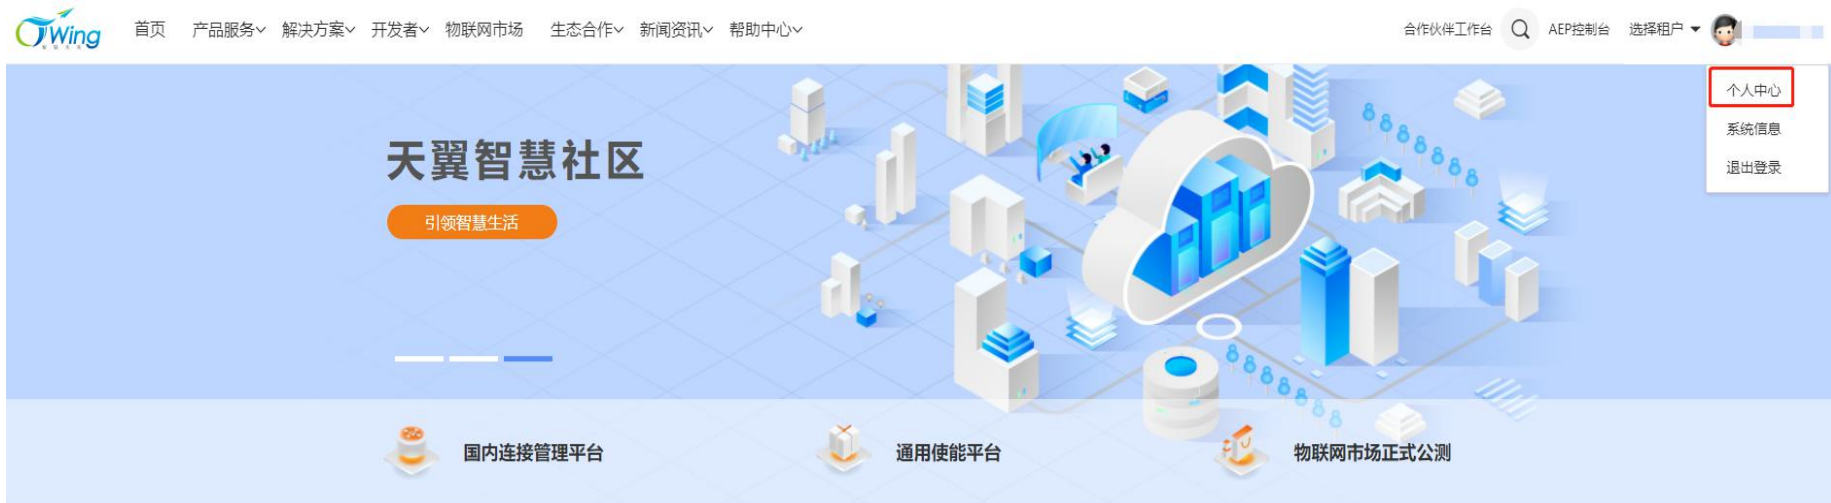 Wing
首页 产品服务 解决方案 开发者 物联网市场 生态合作 新闻资讯 帮助中心 合作伙伴工作台 AEP控制台 选择租户
个人中心
系统信息
退出登录
天翼智慧社区
引领智慧生活
国内连接管理平台 通用使能平台 物联网市场正式公测